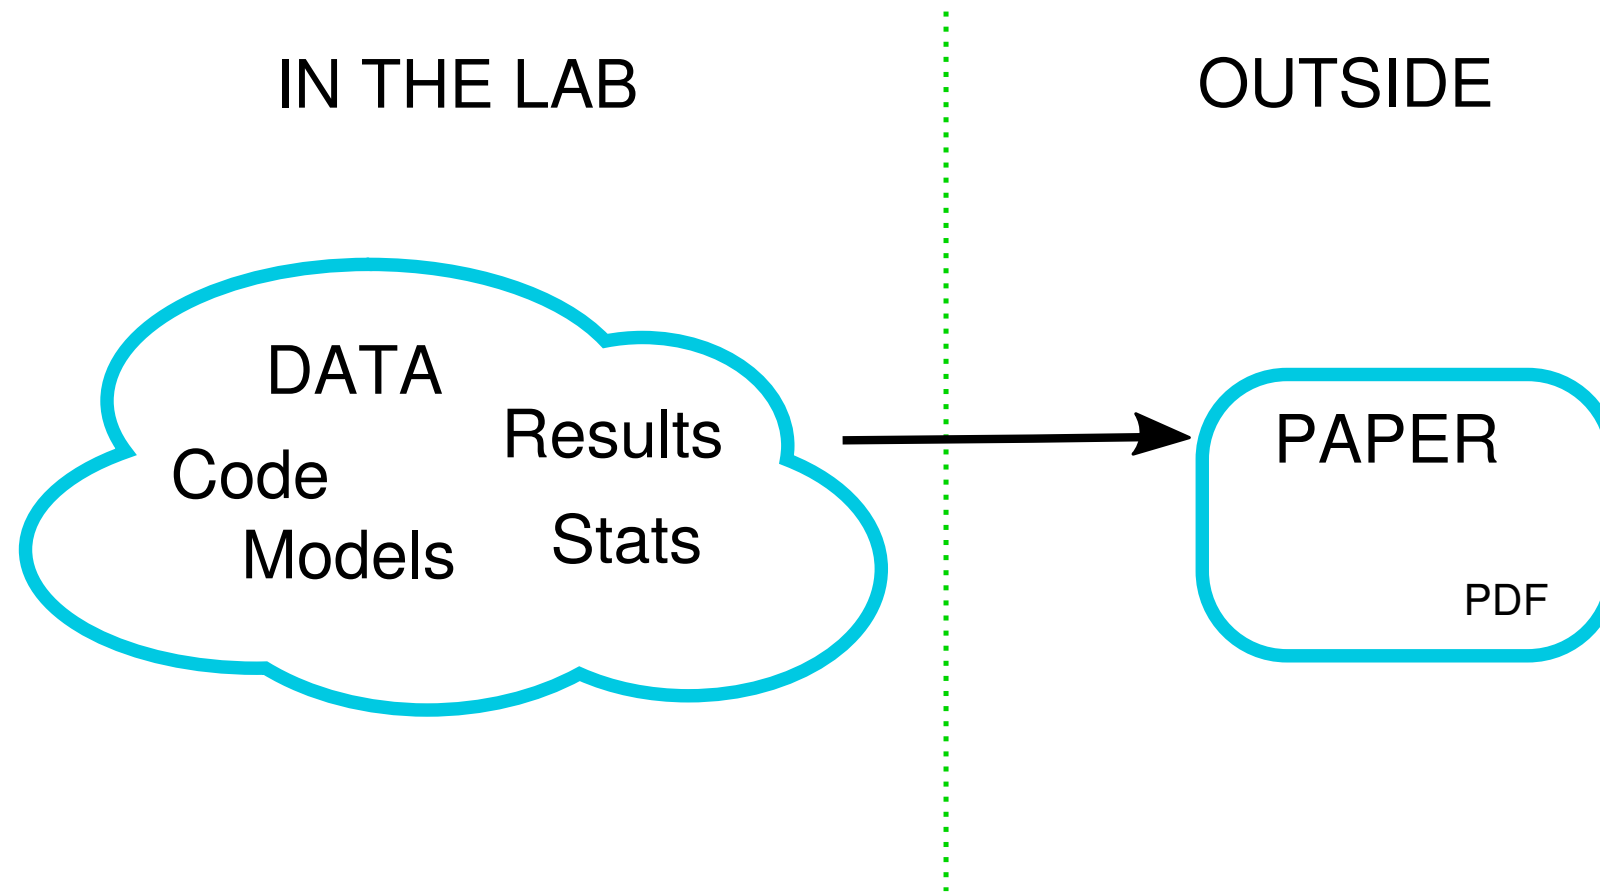 IN THE LAB
OUTSIDE
DATA
Results
Code
Stats
Models
PAPER
PDF